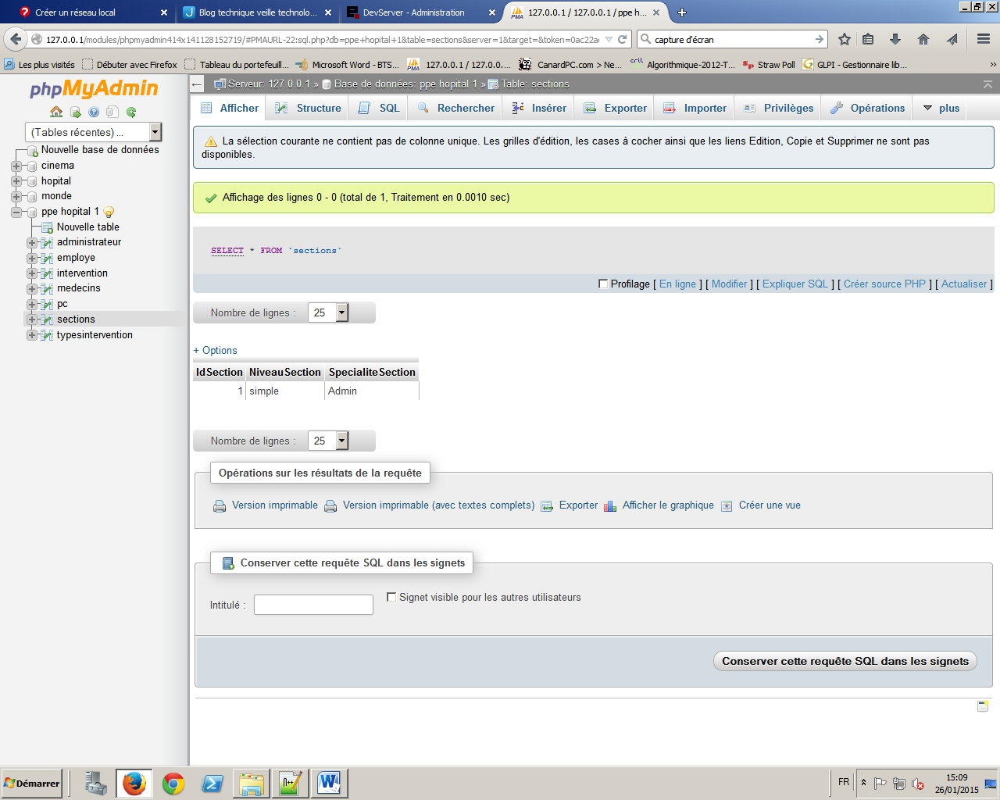 Créer un réseau local
Blog technique veille technolo...
DevServer - Administration
127.0.0.1 / 127.0.0.1 / ppe h...
127.0.0.1/modules/phpmyadmin414x141128152719/#PMAURL-22:sql.php?db=ppe+hopital+1&table=sections&server=1&target=&token=0ac22a
capture d'écran
Les plus visités
Débuter avec Firefox
Tableau du portefeuill...
Microsoft Word - BTS...
127.0.0.1 / 127.0.0....
CanardPC.com > Ne...
Algorithmique-2012-T...
Straw Poll
GLPI - Gestionnaire lib...
phpMyAdmin
(Tables récentes) ...
Nouvelle base de données
cinema
hopital
monde
ppe hopital 1
Nouvelle table
administrateur
employe
intervention
medecins
pc
sections
typesintervention
Serveur: 127.0.0.1 » Base de données: ppe hopital 1 » Table: sections
Afficher
Structure
SQL
Rechercher
Insérer
Exporter
Importer
Privilèges
Opérations
plus
La sélection courante ne contient pas de colonne unique. Les grilles d'édition, les cases à cocher ainsi que les liens Edition, Copie et Supprimer ne sont pas
disponibles.
Affichage des lignes 0 - 0 (total de 1, Traitement en 0.0010 sec)
SELECT * FROM `sections`
Profilage [ En ligne ] [ Modifier ] [ Expliquer SQL ] [ Créer source PHP ] [ Actualiser ]
Nombre de lignes : 25
+ Options
IdSection NiveauSection SpecialiteSection
1 simple Admin
Nombre de lignes : 25
Opérations sur les résultats de la requête
Version imprimable Version imprimable (avec textes complets) Exporter Afficher le graphique Créer une vue
Conserver cette requête SQL dans les signets
Intitulé :
Signet visible pour les autres utilisateurs
Conserver cette requête SQL dans les signets
Démarrer
FR
15:09
26/01/2015